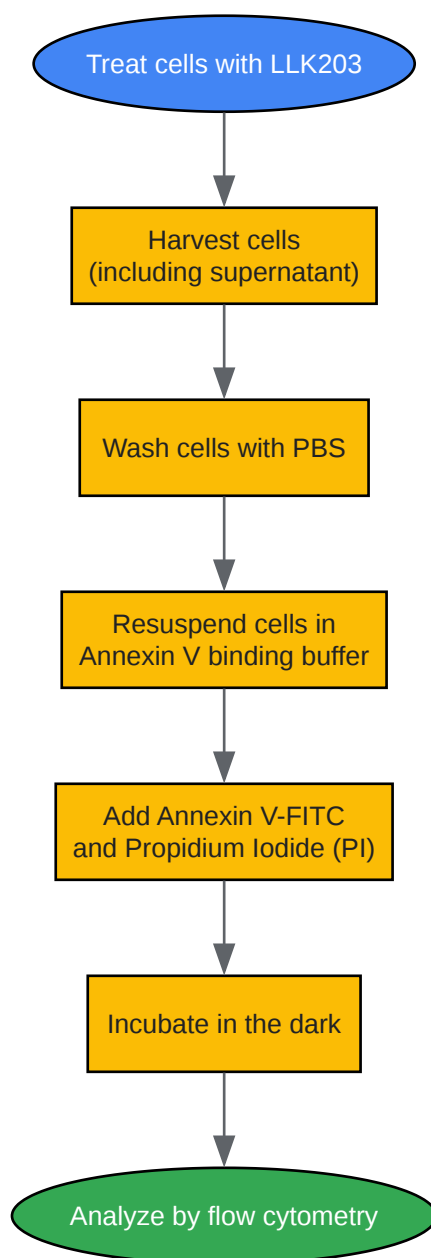 Treat cells with LLK203
Harvest cells
(including supernatant)
Wash cells with PBS
Resuspend cells in
Annexin V binding buffer
Add Annexin V-FITC
and Propidium Iodide (PI)
Incubate in the dark
Analyze by flow cytometry